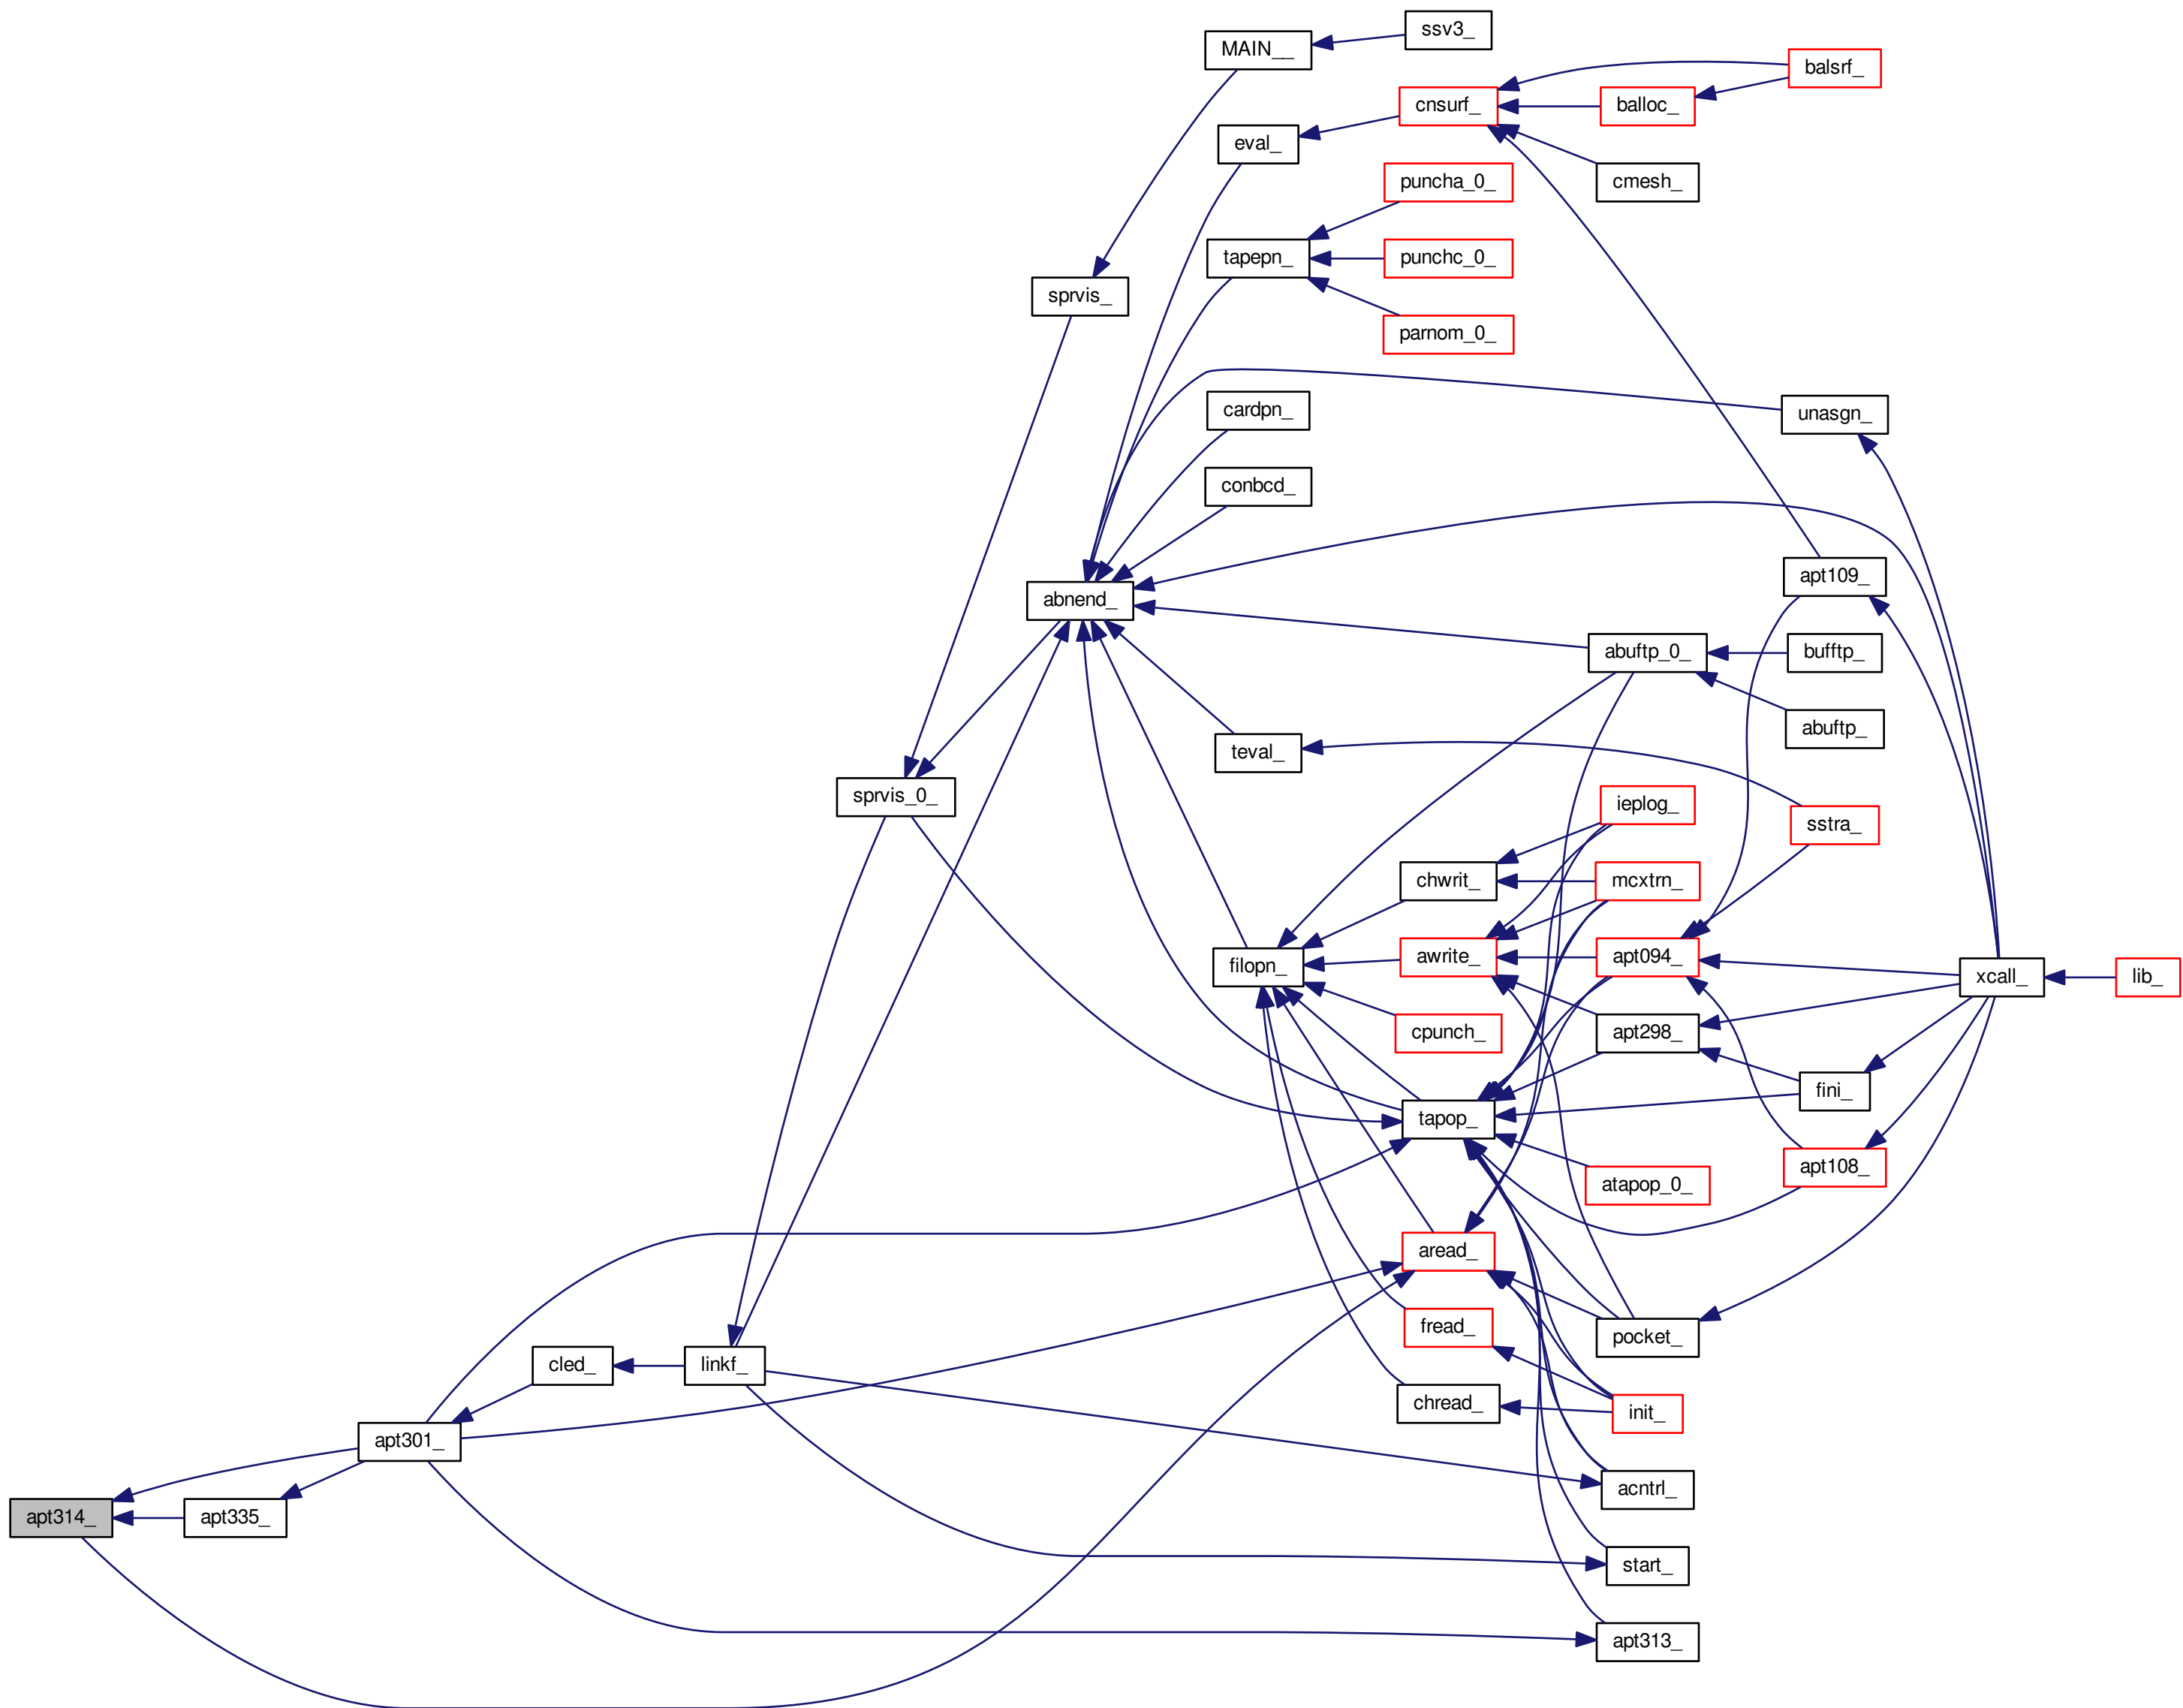 ssv3_
MAIN__
balsrf_
cnsurf_
balloc_
eval_
cmesh_
puncha_0_
tapepn_
punchc_0_
sprvis_
parnom_0_
cardpn_
unasgn_
conbcd_
apt109_
abnend_
abuftp_0_
bufftp_
abuftp_
teval_
sprvis_0_
ieplog_
sstra_
chwrit_
mcxtrn_
filopn_
awrite_
apt094_
xcall_
lib_
cpunch_
apt298_
fini_
tapop_
apt108_
atapop_0_
aread_
fread_
pocket_
cled_
linkf_
chread_
init_
apt301_
acntrl_
apt314_
apt335_
start_
apt313_